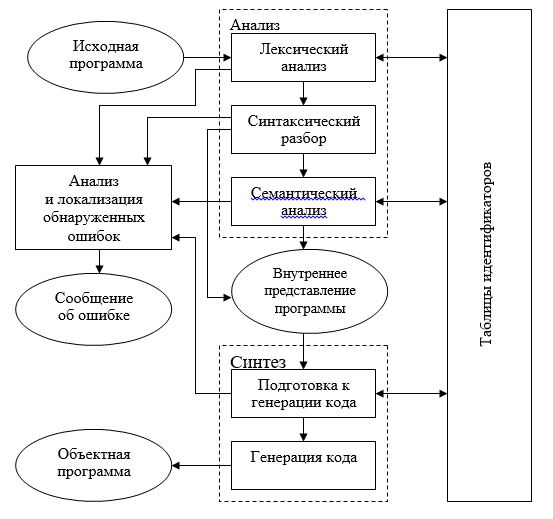 Анализ
Исходная
программа
Лексический
анализ
Синтаксический
разбор
Анализ
и локализация
обнаруженных
ошибок
Семантический
анализ
Сообщение
об ошибке
Внутреннее
представление
программы
Синтез
Подготовка к
генерации кода
Объектная
программа
Генерация кода
Таблицы идентификаторов